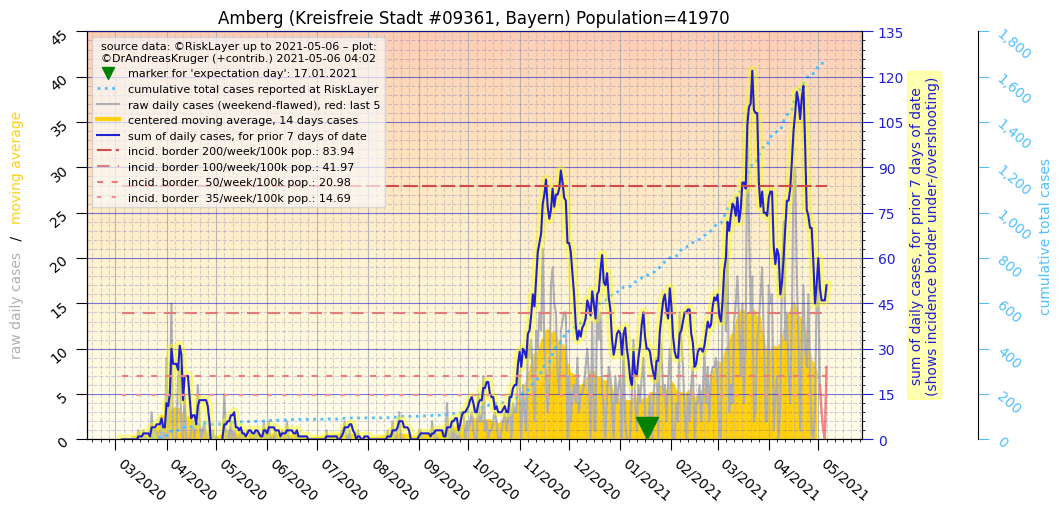 Amberg (Kreisfreie Stadt #09361, Bayern) Population=41970
source data: ©RiskLayer up to 2021-05-06 – plot:
©DrAndreasKruger (+contrib.) 2021-05-06 04:02
marker for 'expectation day': 17.01.2021
cumulative total cases reported at RiskLayer
raw daily cases (weekend-flawed), red: last 5
centered moving average, 14 days cases
sum of daily cases, for prior 7 days of date
incid. border 200/week/100k pop.: 83.94
incid. border 100/week/100k pop.: 41.97
incid. border  50/week/100k pop.: 20.98
incid. border  35/week/100k pop.: 14.69
raw daily cases / moving average
45
40
35
30
25
20
15
10
5
0
03/2020
04/2020
05/2020
06/2020
07/2020
08/2020
09/2020
10/2020
11/2020
12/2020
01/2021
02/2021
03/2021
04/2021
05/2021
135
120
105
90
75
60
45
30
15
0
sum of daily cases, for prior 7 days of date
(shows incidence border under-/overshooting)
1,800
1,600
1,400
1,200
1,000
800
600
400
200
0
cumulative total cases